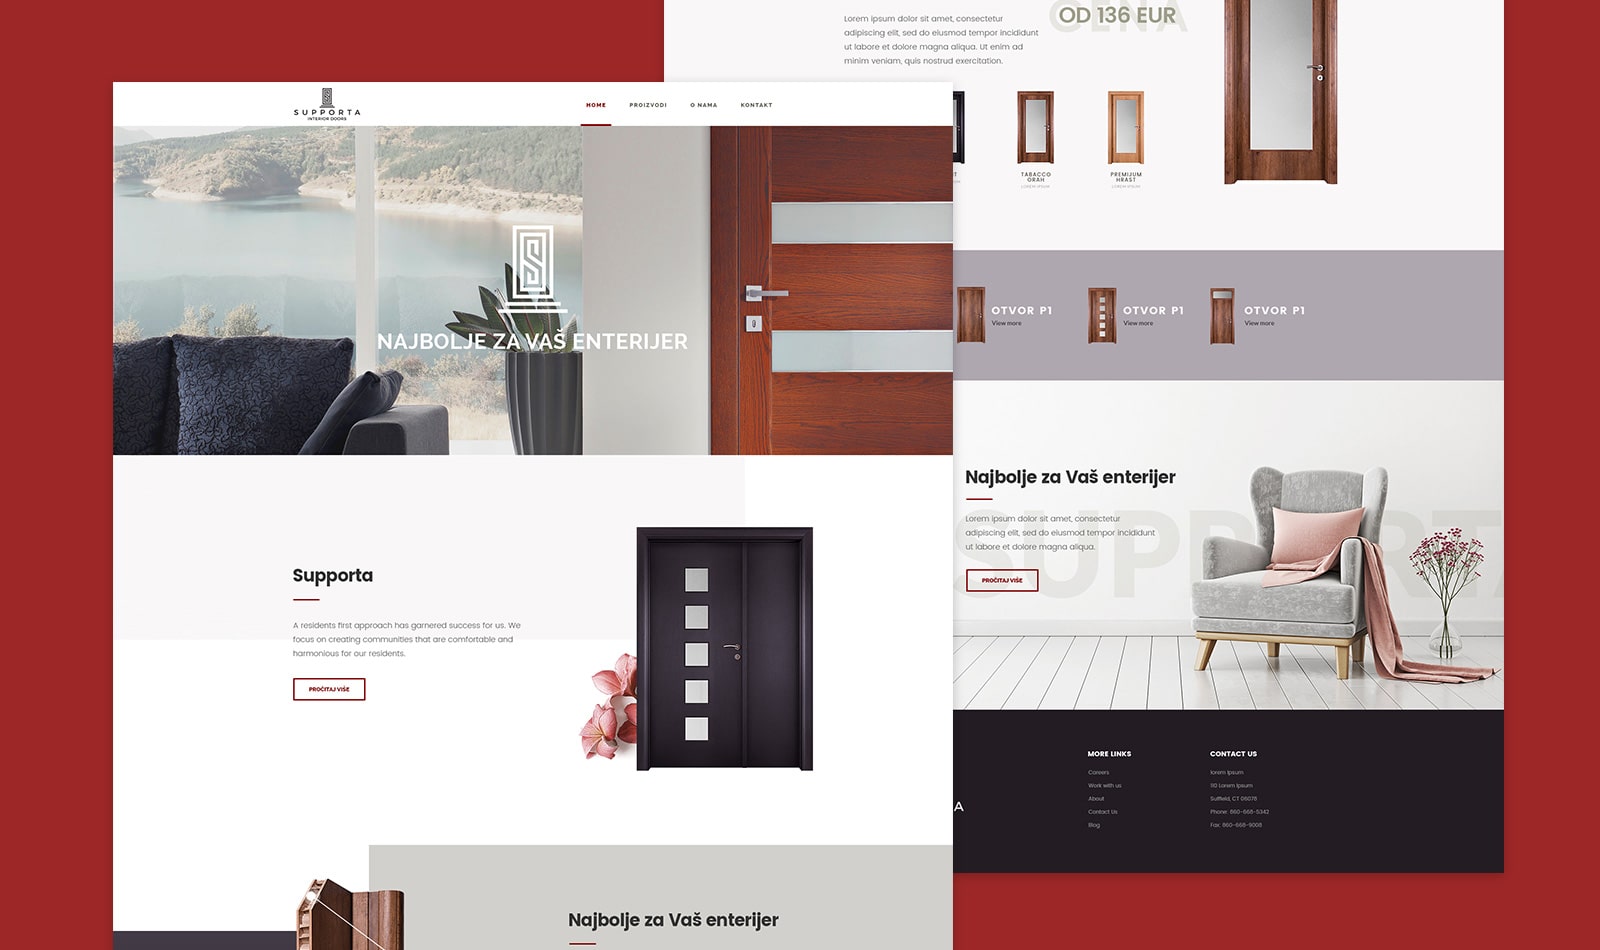 SUPPORTA
INTERIOR DOORS
HOME
PROIZVODI
O NAMA
KONTAKT
NAJBOLJE ZA VAŠ ENTERIJER
Supporta
A residents first approach has garnered success for us. We
focus on creating communities that are comfortable and
harmonious for our residents.
PROČITAJ VIŠE
Najbolje za Vaš enterijer
Lorem ipsum dolor sit amet, consectetur
adipiscing elit, sed do eiusmod tempor incididunt
ut labore et dolore magna aliqua. Ut enim ad
minim veniam, quis nostrud exercitation.
CENA
OD 136 EUR
TABACCO
ORAH
LOREM IPSUM
PREMIJUM
HRAST
LOREM IPSUM
OTVOR P1
View more
OTVOR P1
View more
OTVOR P1
View more
Najbolje za Vaš enterijer
SUPPORTA
Lorem ipsum dolor sit amet, consectetur
adipiscing elit, sed do eiusmod tempor incididunt
ut labore et dolore magna aliqua.
PROČITAJ VIŠE
A
MORE LINKS
Careers
Work with us
About
Contact Us
Blog
CONTACT US
lorem Ipsum
110 Lorem Ipsum
Suffield, CT 06078
Phone: 860-668-5342
Fax: 860-668-9008